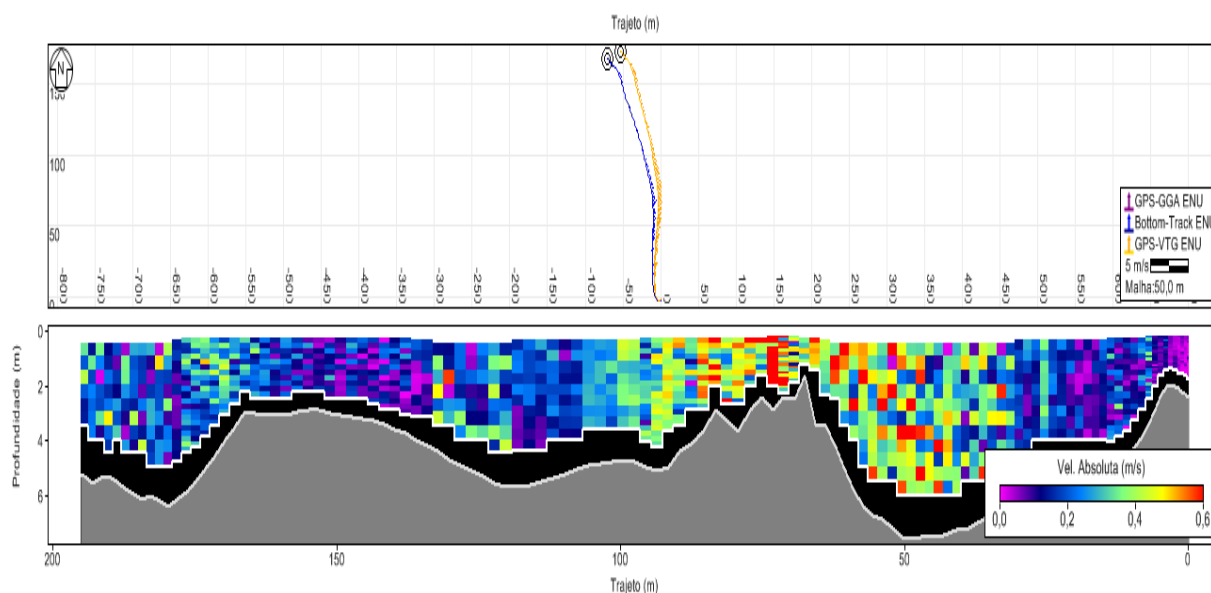 Trajeto (m)
N
150
100
50
0
-800 -750 -700 -650 -600 -550 -500 -450 -400 -350 -300 -250 -200 -150 -100 -50 0 50 100 150 200 250 300 350 400 450 500 550 600
GPS-GGA ENU
Bottom-Track ENU
GPS-VTG ENU
5 m/s
Malha:50,0 m
Profundidade (m)
0
2
4
6
Vel. Absoluta (m/s)
0,0 0,2 0,4 0,6
200 150 100 50 0
Trajeto (m)